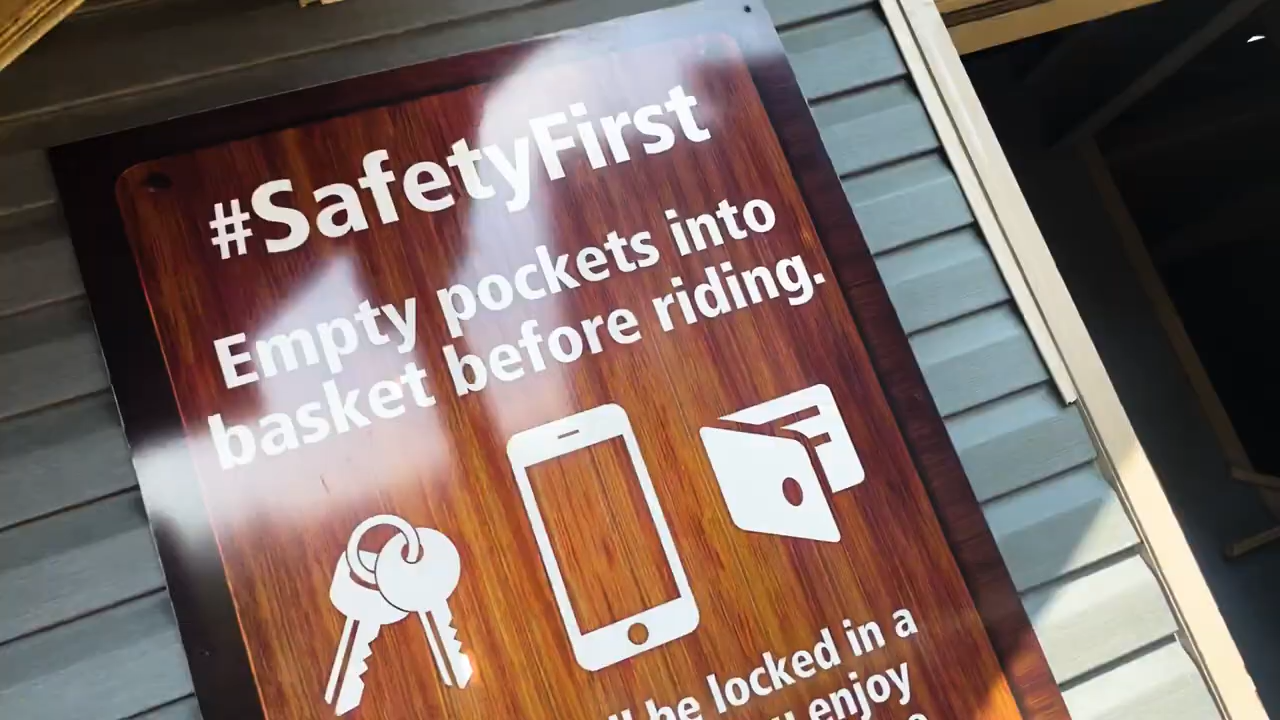 #SafetyFirst
Empty pockets into
basket before riding.
be locked in a
enjoy